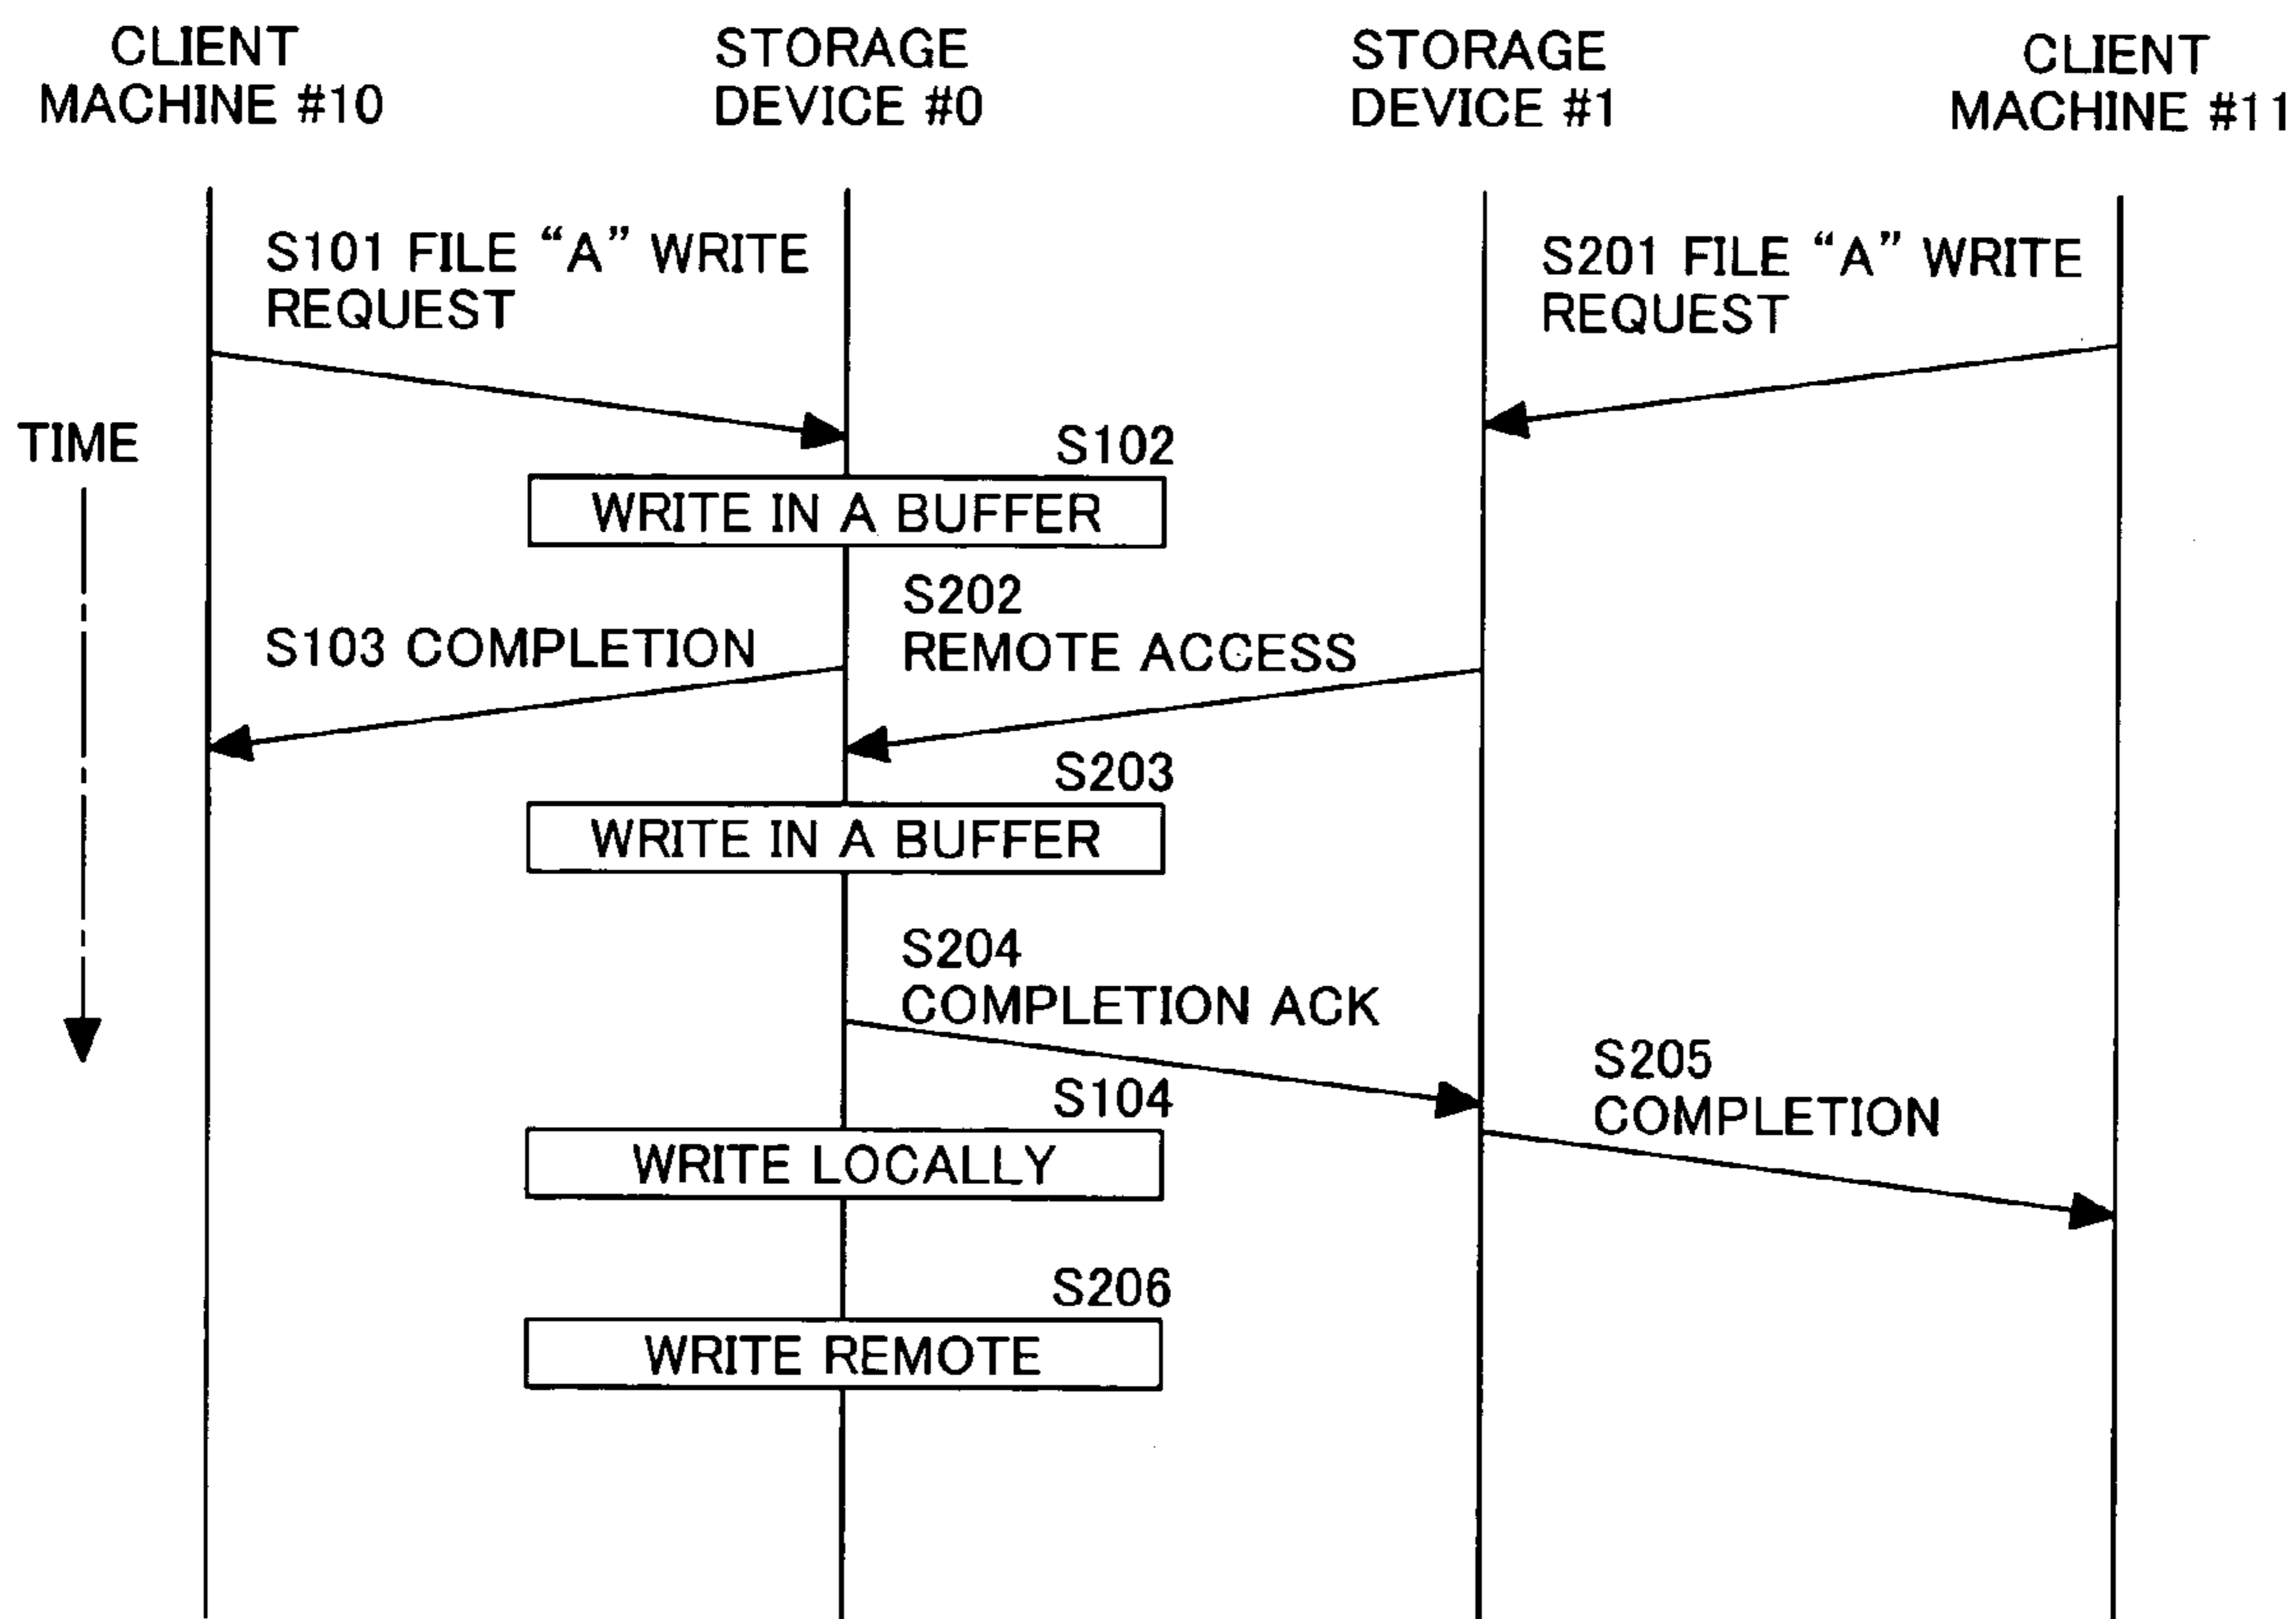 CLIENT
MACHINE #10
STORAGE
DEVICE #0
STORAGE
DEVICE #1
CLIENT
MACHINE #11
S101 FILE “A” WRITE
REQUEST
S201 FILE “A” WRITE
REQUEST
TIME
S102
WRITE IN A BUFFER
S103 COMPLETION
S202
REMOTE ACCESS
S203
WRITE IN A BUFFER
S204
COMPLETION ACK
S205
COMPLETION
S104
WRITE LOCALLY
S206
WRITE REMOTE